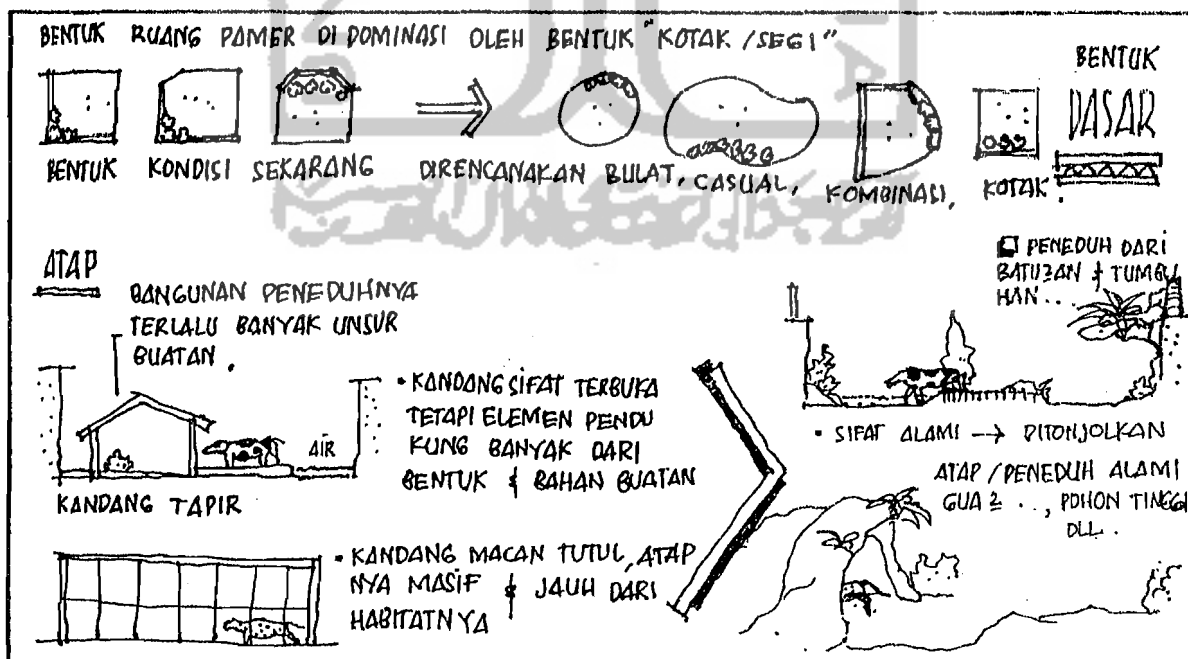 BENTUK RUANG PAMER DI DOMINASI OLEH BENTUK "KOTAK / SEGI"
BENTUK KONDISI SEKARANG
DIRENCANAKAN BULAT, CASUAL, KOMBINASI, KOTAK.
BENTUK
DASAR
ATAP
BANGUNAN PENEDUHNYA
TERLALU BANYAK UNSUR
BUATAN.
AIR
KANDANG TAPIR
• KANDANG SIFAT TERBUKA
TETAPI ELEMEN PENDU
KUNG BANYAK DARI
BENTUK & BAHAN BUATAN
• KANDANG MACAN TUTUL, ATAP
NYA MASIF & JAUH DARI
HABITATNYA
PENEDUH DARI
BATU2AN & TUMBU
HAN...
• SIFAT ALAMI → DITONJOLKAN
ATAP / PENEDUH ALAMI
GUA2 .., POHON TINGGI
DLL.